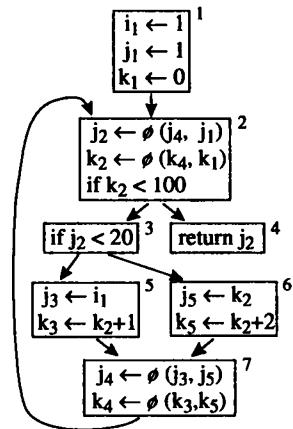 1
i₁ ← 1
j₁ ← 1
k₁ ← 0
2
j₂ ← ø (j₄, j₁)
k₂ ← ø (k₄, k₁)
if k₂ < 100
3
if j₂ < 20
4
return j₂
5
j₃ ← i₁
k₃ ← k₂+1
6
j₅ ← k₂
k₅ ← k₂+2
7
j₄ ← ø (j₃, j₅)
k₄ ← ø (k₃,k₅)